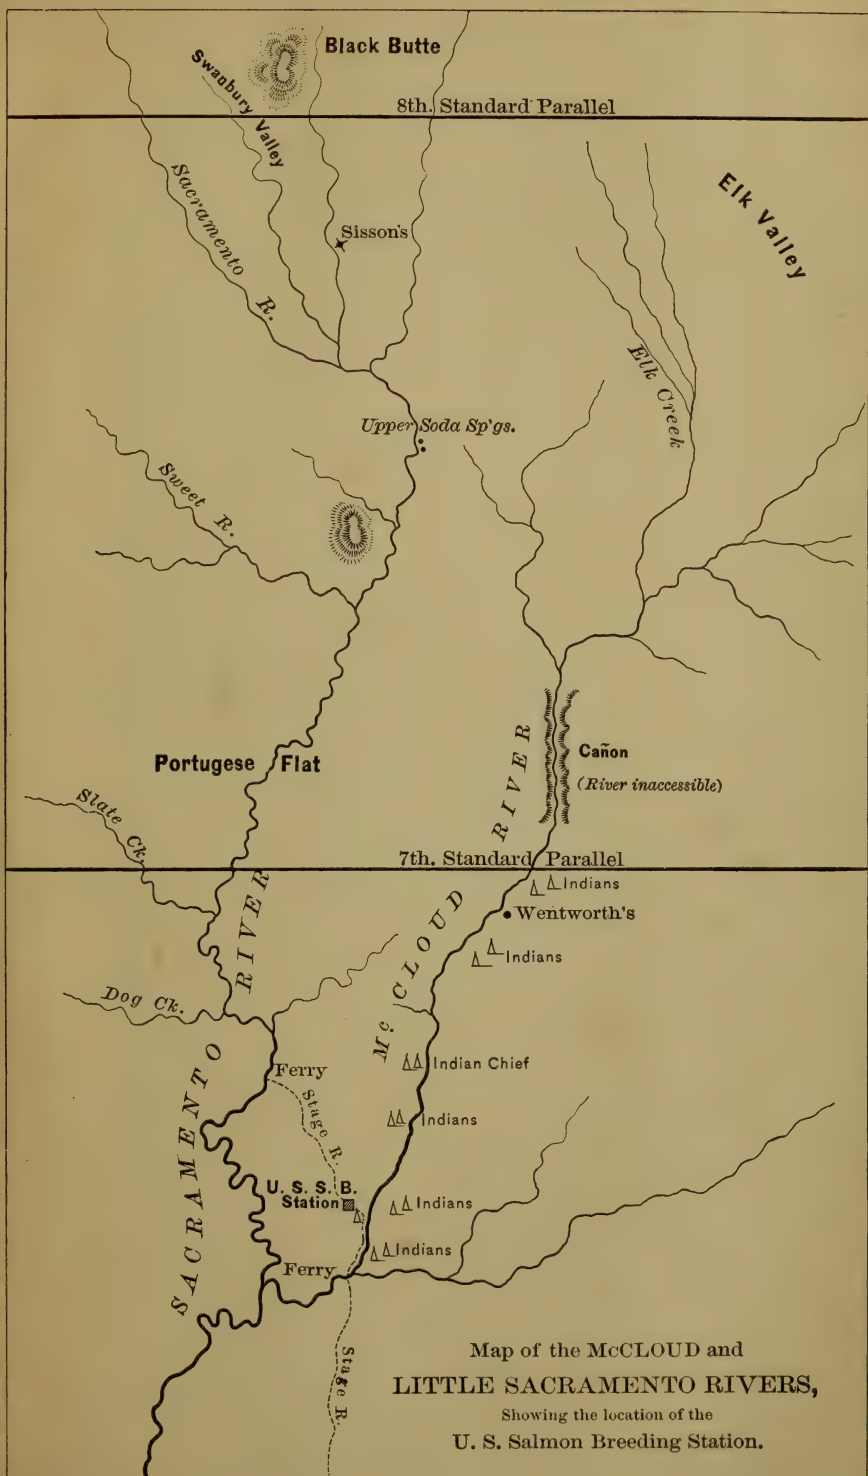 Black Butte
Swanbury Valley
8th. Standard Parallel
Elk Valley
Sacramento R.
Sisson's
Elk Creek
Upper Soda Sp'gs.
Sweet R.
Portugese Flat
Cañon
(River inaccessible)
Slate Ck.
7th. Standard Parallel
Indians
Wentworth's
Indians
Mc. CLOUD RIVER
Dog Ck.
Indian Chief
Ferry
Stage R.
Indians
SACRAMENTO RIVER
U. S. S. B.
Station
Indians
Indians
Ferry
Stage R.
Map of the McCLOUD and
LITTLE SACRAMENTO RIVERS,
Showing the location of the
U. S. Salmon Breeding Station.